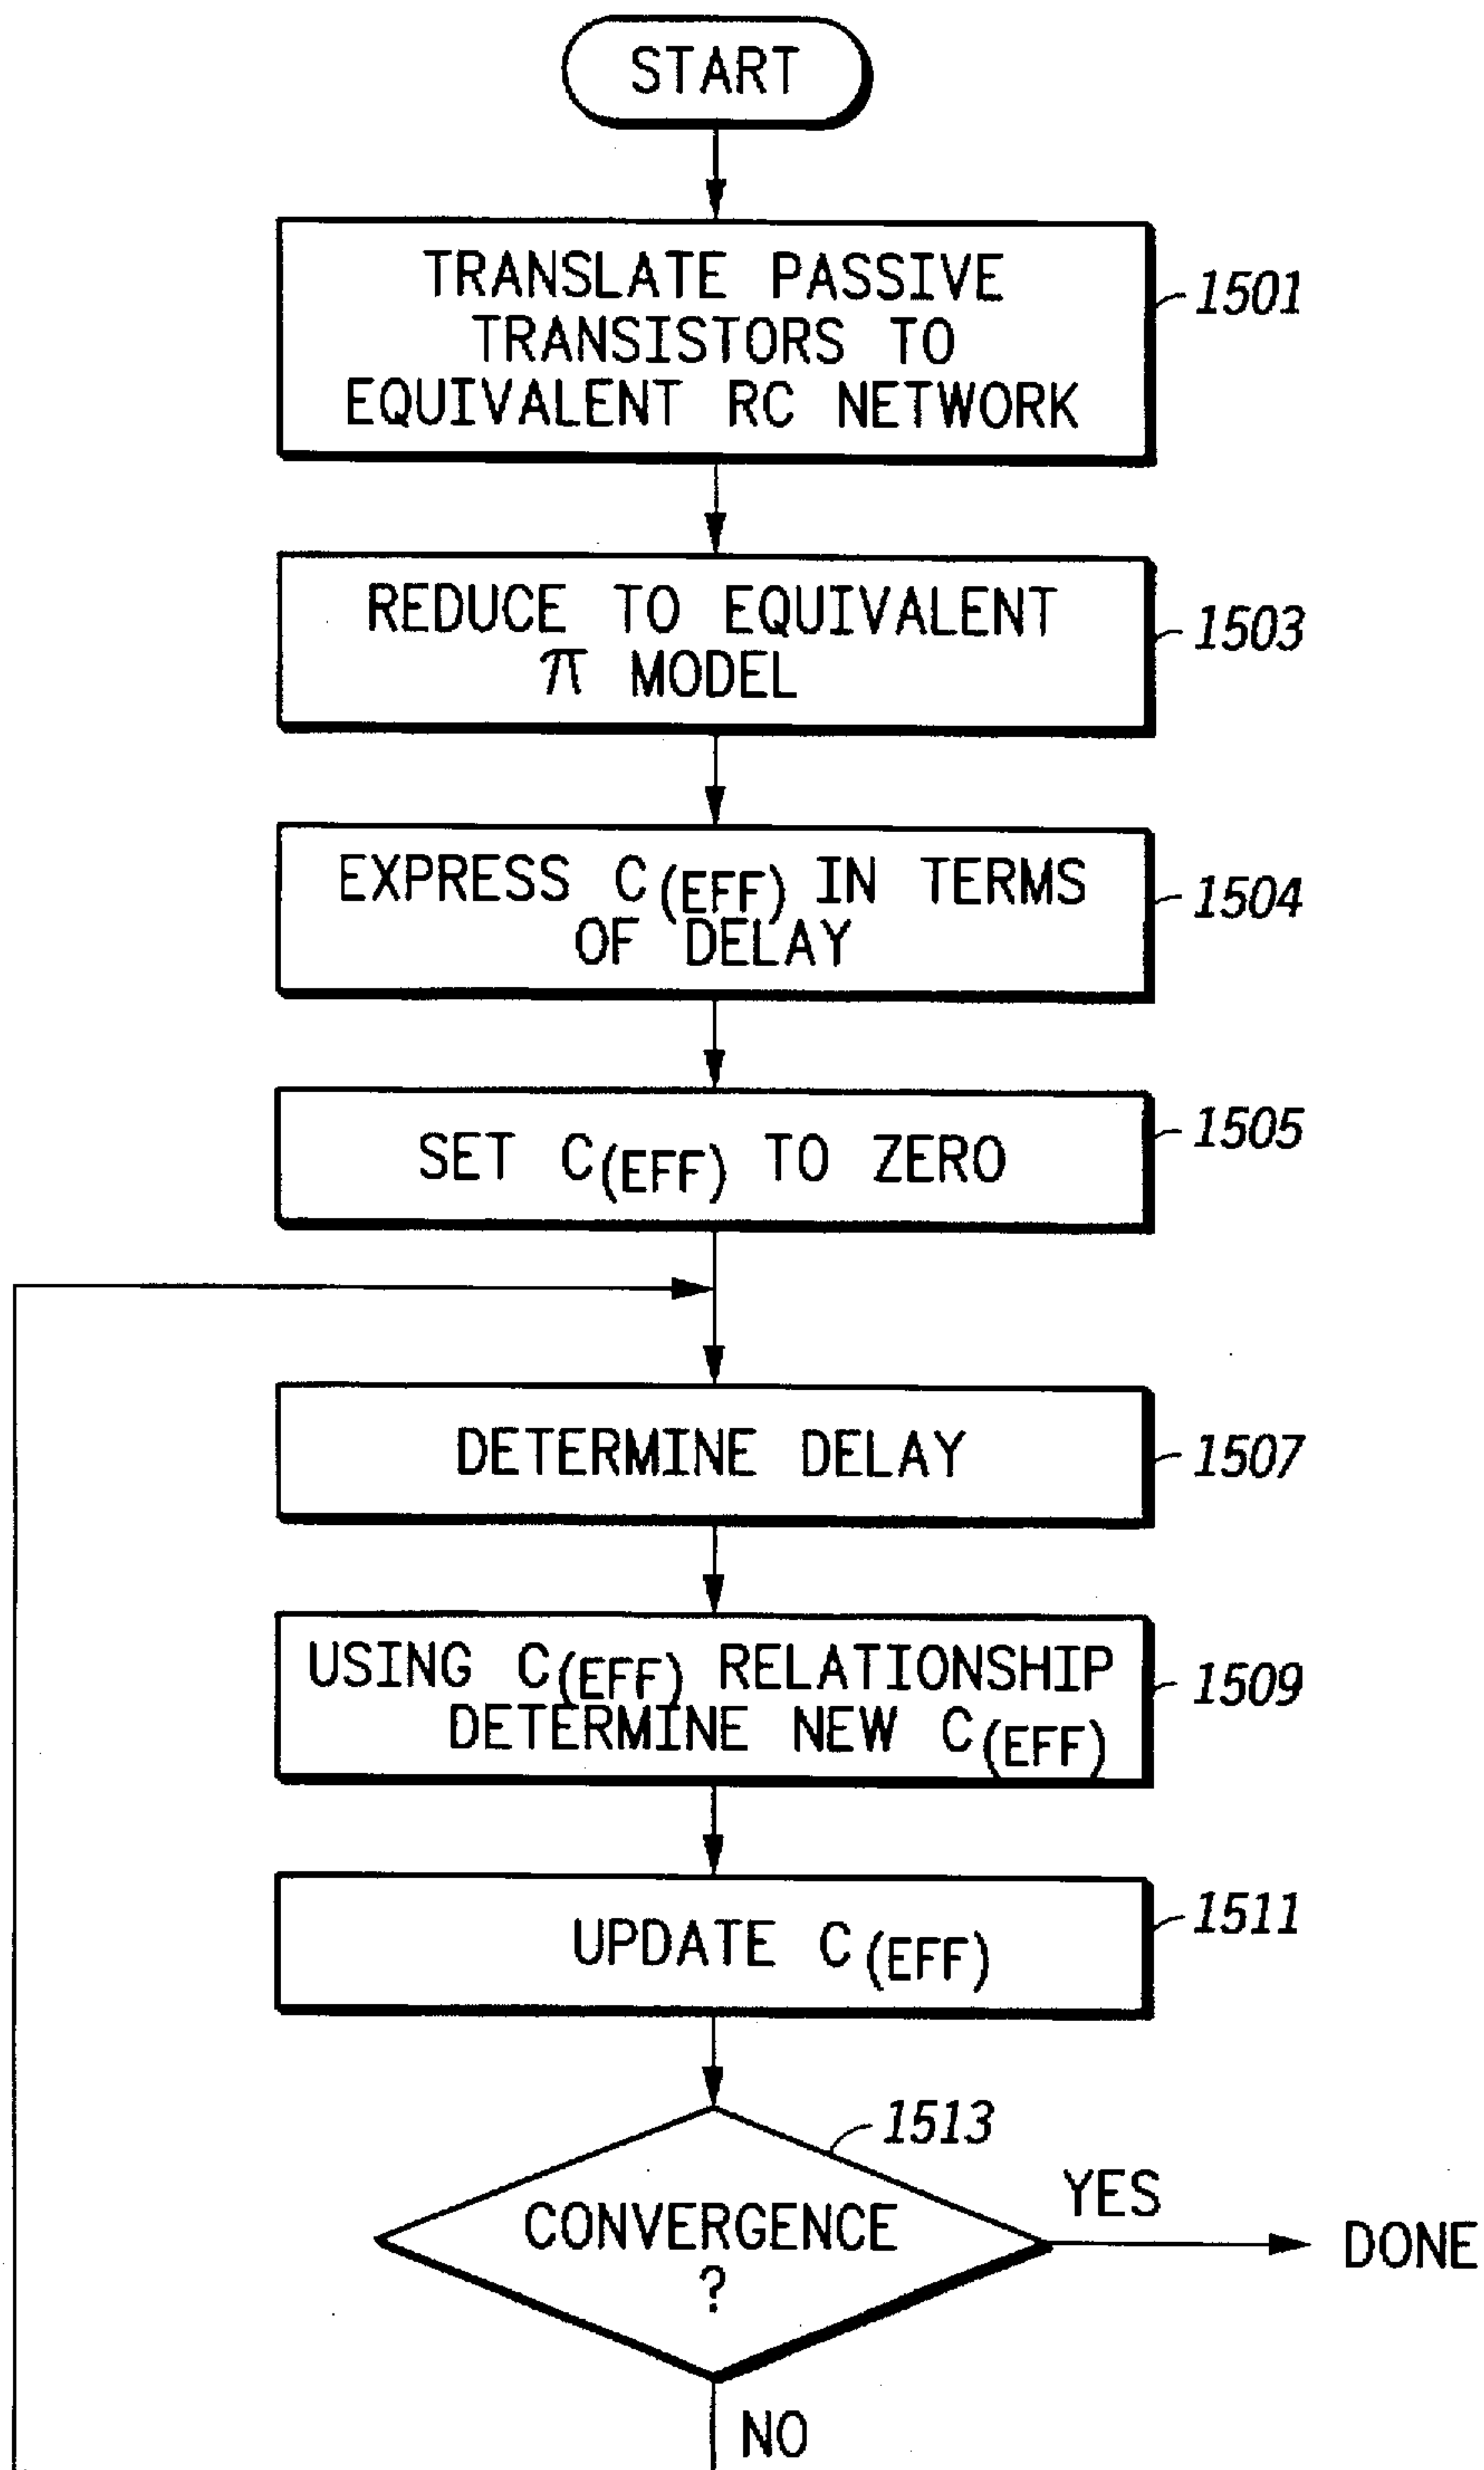 START
TRANSLATE PASSIVE
TRANSISTORS TO
EQUIVALENT RC NETWORK
1501
REDUCE TO EQUIVALENT
π MODEL
1503
EXPRESS C(EFF) IN TERMS
OF DELAY
1504
SET C(EFF) TO ZERO
1505
DETERMINE DELAY
1507
USING C(EFF) RELATIONSHIP
DETERMINE NEW C(EFF)
1509
UPDATE C(EFF)
1511
1513
CONVERGENCE
?
YES
DONE
NO